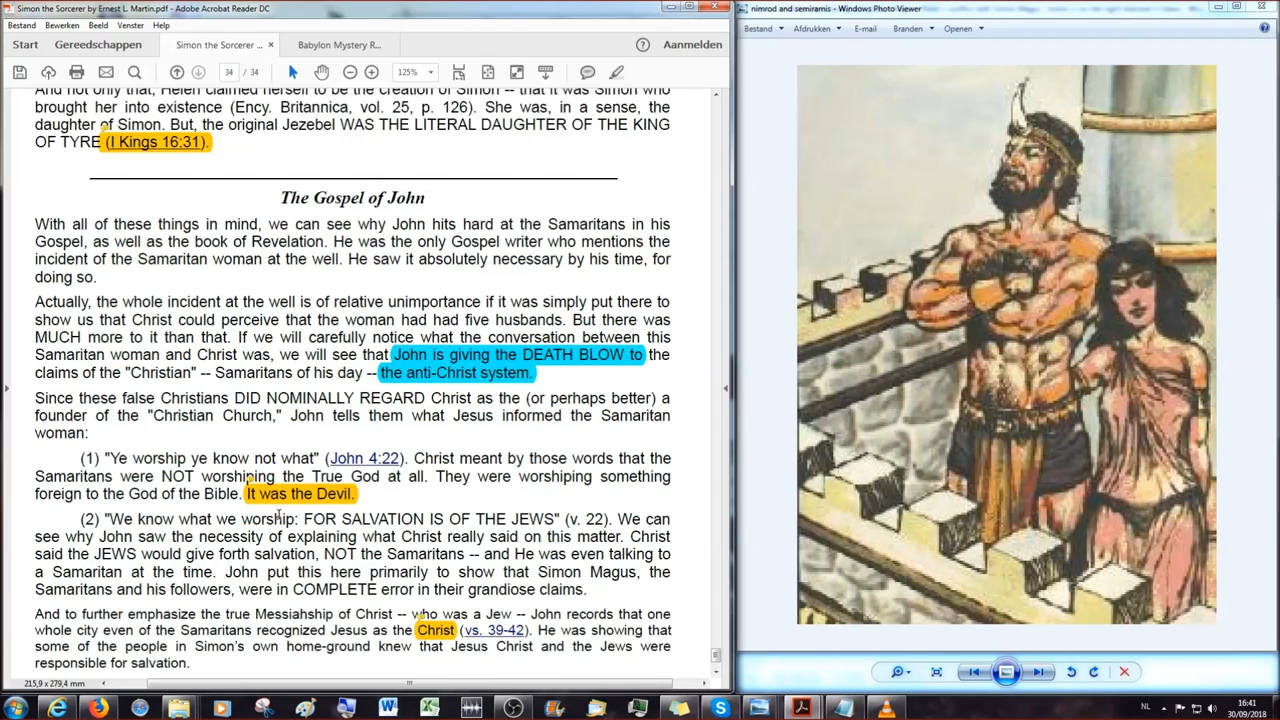 Simon the Sorcerer by Ernest L. Martin.pdf - Adobe Acrobat Reader DC
Bestand Bewerken Beeld Venster Help
Start Gereedschappen Simon the Sorcerer ... × Babylon Mystery R... Aanmelden
34 / 34 125%
And not only that, Helen claimed herself to be the creation of Simon -- that it was Simon who
brought her into existence (Ency. Britannica, vol. 25, p. 126). She was, in a sense, the
daughter of Simon. But, the original Jezebel WAS THE LITERAL DAUGHTER OF THE KING
OF TYRE (I Kings 16:31).
The Gospel of John
With all of these things in mind, we can see why John hits hard at the Samaritans in his
Gospel, as well as the book of Revelation. He was the only Gospel writer who mentions the
incident of the Samaritan woman at the well. He saw it absolutely necessary by his time, for
doing so.
Actually, the whole incident at the well is of relative unimportance if it was simply put there to
show us that Christ could perceive that the woman had had five husbands. But there was
MUCH more to it than that. If we will carefully notice what the conversation between this
Samaritan woman and Christ was, we will see that John is giving the DEATH BLOW to the
claims of the "Christian" -- Samaritans of his day -- the anti-Christ system.
Since these false Christians DID NOMINALLY REGARD Christ as the (or perhaps better) a
founder of the "Christian Church," John tells them what Jesus informed the Samaritan
woman:
(1) "Ye worship ye know not what" (John 4:22). Christ meant by those words that the
Samaritans were NOT worshiping the True God at all. They were worshiping something
foreign to the God of the Bible. It was the Devil.
(2) "We know what we worship: FOR SALVATION IS OF THE JEWS" (v. 22). We can
see why John saw the necessity of explaining what Christ really said on this matter. Christ
said the JEWS would give forth salvation, NOT the Samaritans -- and He was even talking to
a Samaritan at the time. John put this here primarily to show that Simon Magus, the
Samaritans and his followers, were in COMPLETE error in their grandiose claims.
And to further emphasize the true Messiahship of Christ -- who was a Jew -- John records that one
whole city even of the Samaritans recognized Jesus as the Christ (vs. 39-42). He was showing that
some of the people in Simon's own home-ground knew that Jesus Christ and the Jews were
responsible for salvation.
215,9 x 279,4 mm
nimrod and semiramis - Windows Photo Viewer
Bestand Afdrukken E-mail Branden Openen
NL 16:41
30/09/2018